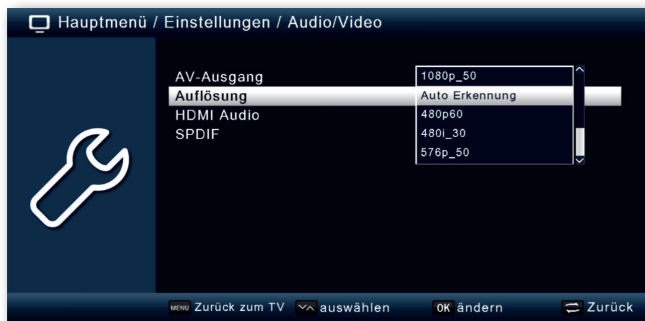 Hauptmenü / Einstellungen / Audio/Video
AV-Ausgang
1080p_50
Auflösung
Auto Erkennung
HDMI Audio
480p60
SPDIF
480i_30
576p_50
MENU Zurück zum TV auswählen OK ändern Zurück